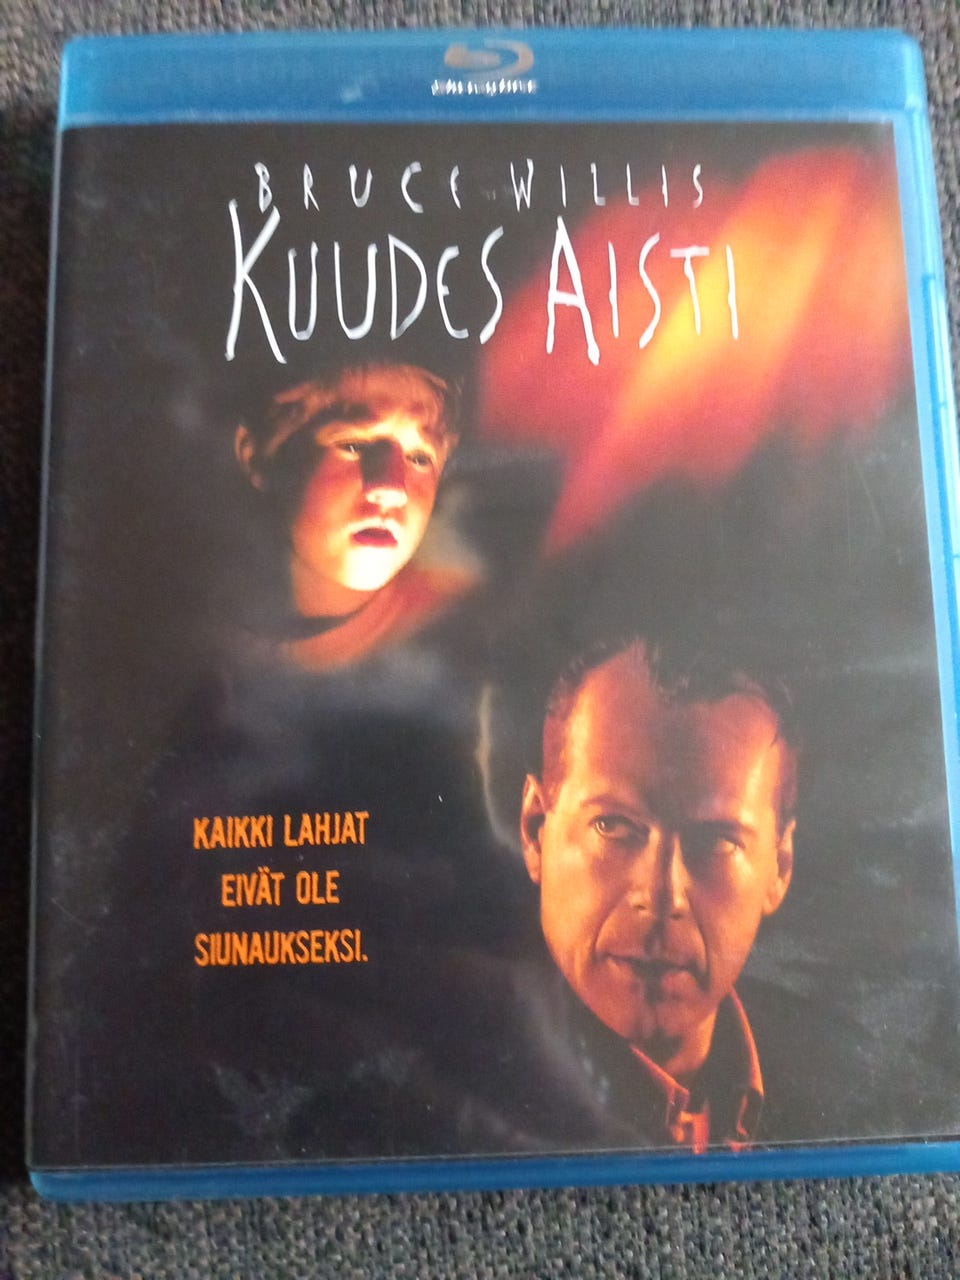 BRUCE WILLIS
KUUDES AISTI
KAIKKI LAHJAT
EIVÄT OLE
SIUNAUKSEKSI.